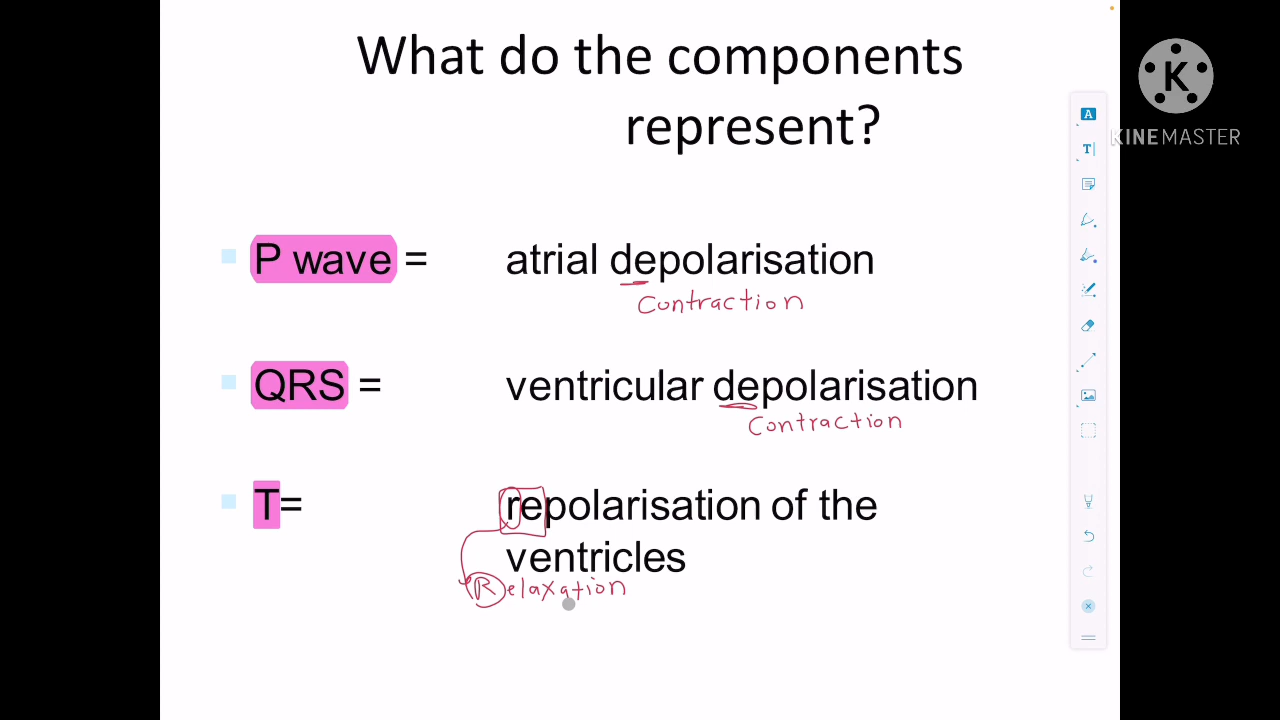 What do the components
represent?
K
KINEMASTER
A
T
P wave = atrial depolarisation
Contraction
QRS = ventricular depolarisation
Contraction
T= repolarisation of the
ventricles
Relaxation